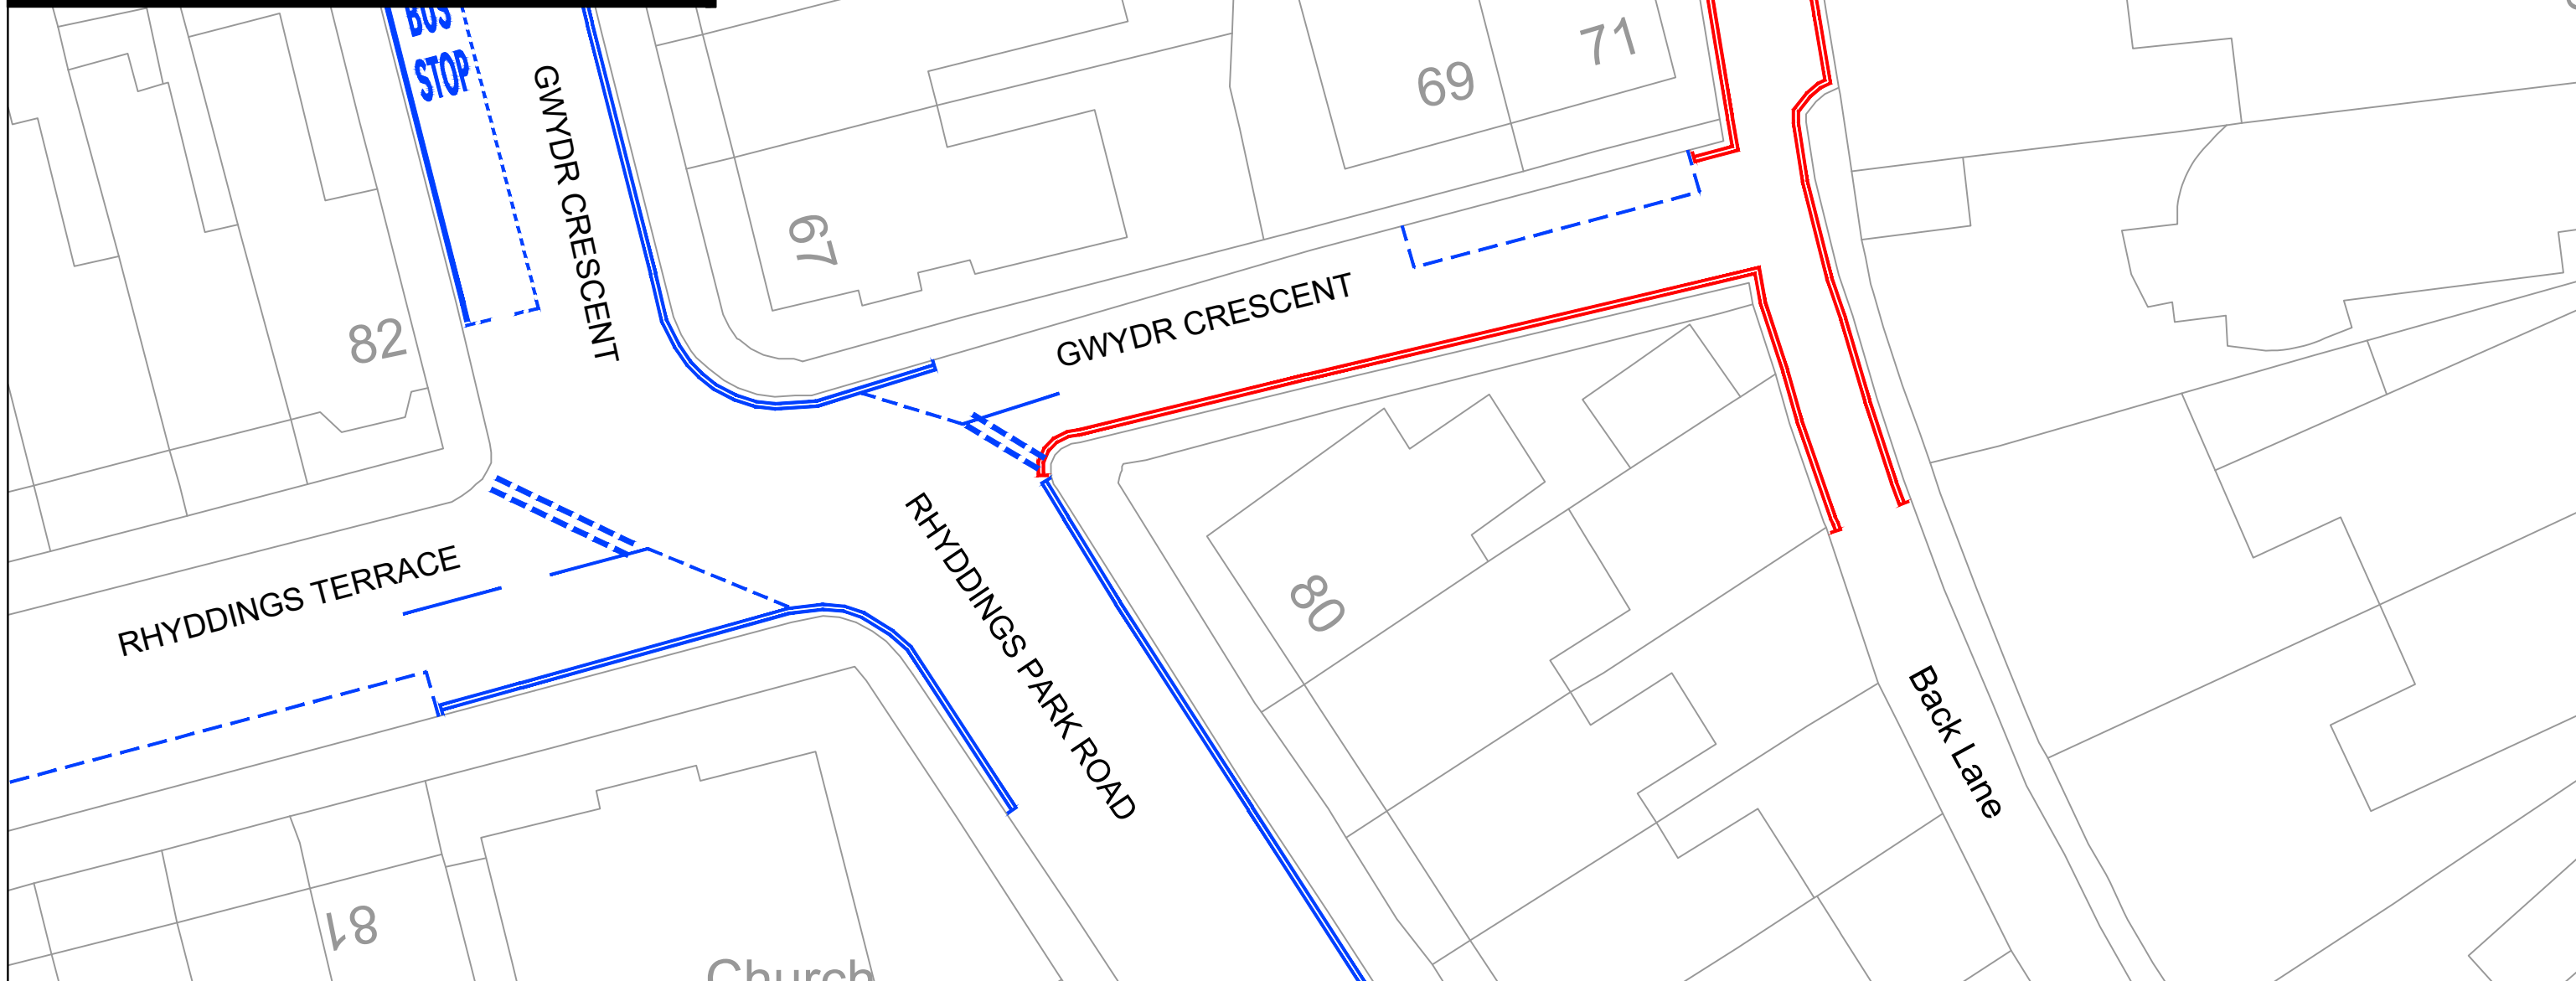 BUS
STOP
GWYDR CRESCENT
69
71
67
82
GWYDR CRESCENT
RHYDDINGS TERRACE
RHYDDINGS PARK ROAD
80
Back Lane
81
Church